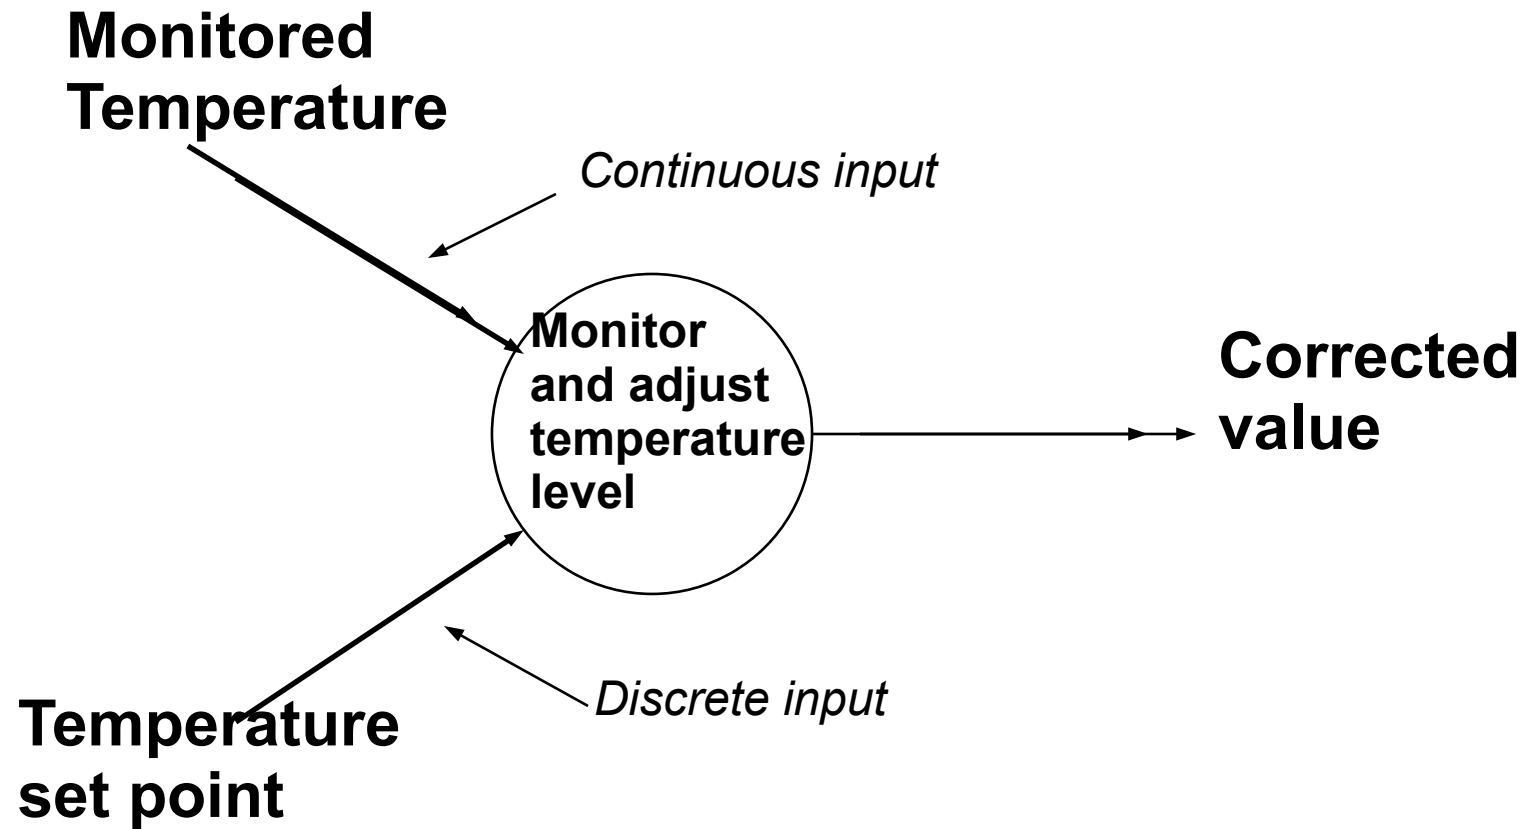 Monitored
Temperature
Continuous input
Monitor
and adjust
temperature
level
Corrected
value
Discrete input
Temperature
set point